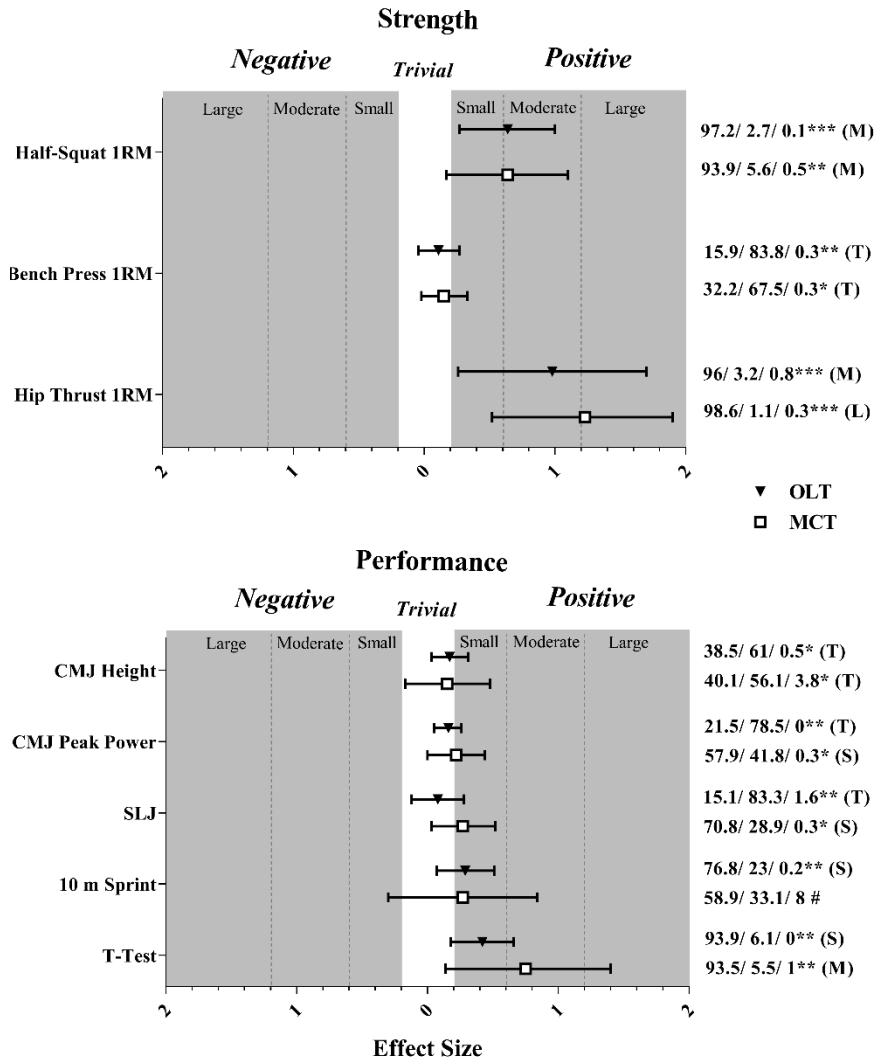 Strength
Negative Trivial Positive
Large Moderate Small Small Moderate Large
Half-Squat 1RM
97.2/ 2.7/ 0.1*** (M)
93.9/ 5.6/ 0.5** (M)
Bench Press 1RM
15.9/ 83.8/ 0.3** (T)
32.2/ 67.5/ 0.3* (T)
Hip Thrust 1RM
96/ 3.2/ 0.8*** (M)
98.6/ 1.1/ 0.3*** (L)
2 1 0 1 2
OLT
MCT
Performance
Negative Trivial Positive
Large Moderate Small Small Moderate Large
CMJ Height
38.5/ 61/ 0.5* (T)
40.1/ 56.1/ 3.8* (T)
CMJ Peak Power
21.5/ 78.5/ 0** (T)
57.9/ 41.8/ 0.3* (S)
SLJ
15.1/ 83.3/ 1.6** (T)
70.8/ 28.9/ 0.3* (S)
10 m Sprint
76.8/ 23/ 0.2** (S)
58.9/ 33.1/ 8 #
T-Test
93.9/ 6.1/ 0** (S)
93.5/ 5.5/ 1** (M)
2 1 0 1 2
Effect Size